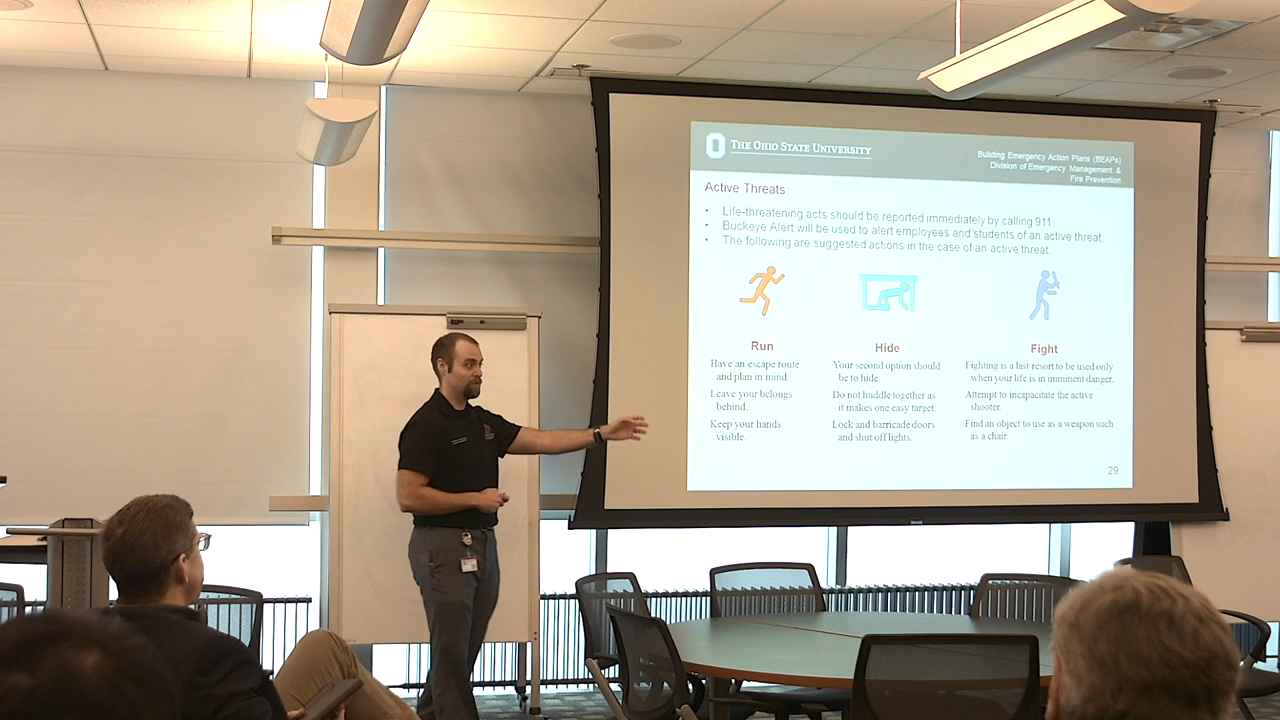 THE OHIO STATE UNIVERSITY
Building Emergency Action Plans (BEAPs)
Division of Emergency Management &
Fire Prevention
Active Threats
• Life-threatening acts should be reported immediately by calling 911.
• Buckeye Alert will be used to alert employees and students of an active threat.
• The following are suggested actions in the case of an active threat.
Run
Have an escape route
and plan in mind.
Leave your belongs
behind.
Keep your hands
visible.
Hide
Your second option should
be to hide.
Do not huddle together as
it makes one easy target.
Lock and barricade doors
and shut off lights.
Fight
Fighting is a last resort to be used only
when your life is in imminent danger.
Attempt to incapacitate the active
shooter.
Find an object to use as a weapon such
as a chair.
29